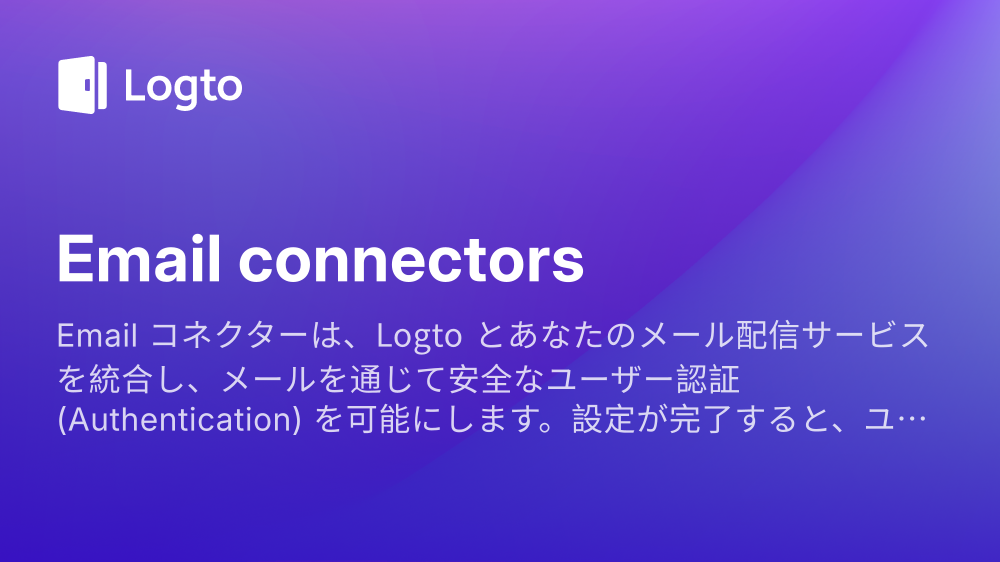 Logto
Email connectors
Email コネクターは、Logto とあなたのメール配信サービス
を統合し、メールを通じて安全なユーザー認証
(Authentication) を可能にします。設定が完了すると、ユ…